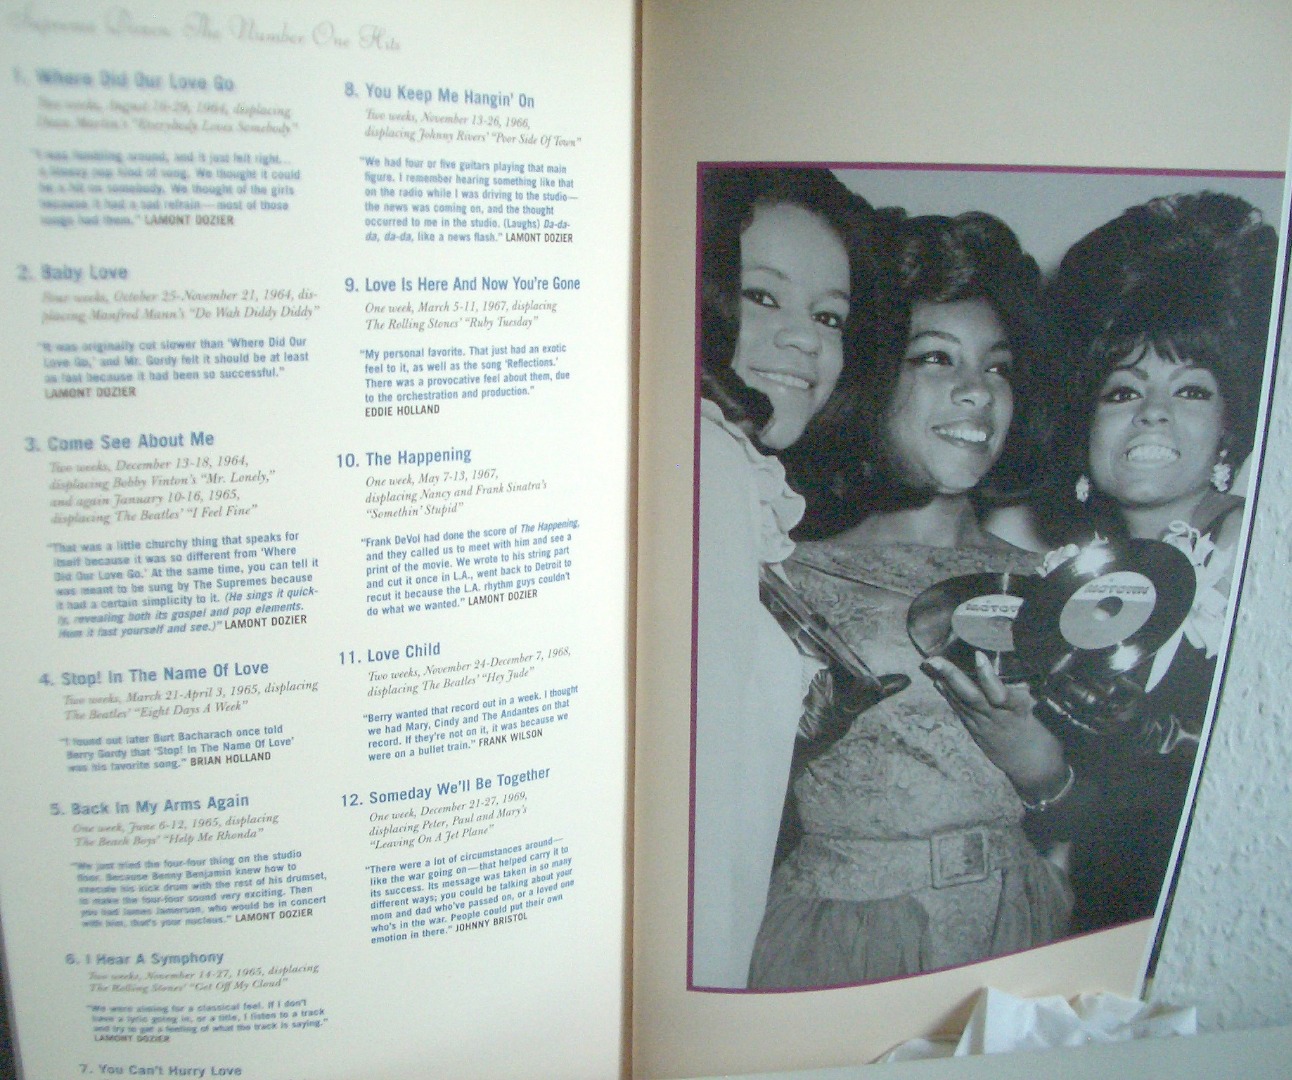 Supreme Dozen: The Number One Hits
1. Where Did Our Love Go
Two weeks, August 16-29, 1964, displacing
Dean Martin's "Everybody Loves Somebody"
"I was fooling around, and it just felt right...
a bluesy pop kind of song. We thought it could
be a hit on somebody. We thought of the girls
because it had a sad refrain—most of those
songs had them." LAMONT DOZIER
2. Baby Love
Four weeks, October 25-November 21, 1964, dis-
placing Manfred Mann's "Do Wah Diddy Diddy"
"It was originally cut slower than 'Where Did Our
Love Go,' and Mr. Gordy felt it should be at least
as fast because it had been so successful."
LAMONT DOZIER
3. Come See About Me
Two weeks, December 13-18, 1964,
displacing Bobby Vinton's "Mr. Lonely,"
and again January 10-16, 1965,
displacing The Beatles' "I Feel Fine"
"That was a little churchy thing that speaks for
itself because it was so different from 'Where
Did Our Love Go.' At the same time, you can tell it
was meant to be sung by The Supremes because
it had a certain simplicity to it. (He sings it quick-
ly, revealing both its gospel and pop elements.
Hum it fast yourself and see.)" LAMONT DOZIER
4. Stop! In The Name Of Love
Two weeks, March 21-April 3, 1965, displacing
The Beatles' "Eight Days A Week"
"I found out later Burt Bacharach once told
Berry Gordy that 'Stop! In The Name Of Love'
was his favorite song." BRIAN HOLLAND
5. Back In My Arms Again
One week, June 6-12, 1965, displacing
The Beach Boys' "Help Me Rhonda"
"We just tried the four-four thing on the studio
floor. Because Benny Benjamin knew how to
execute his kick drum with the rest of his drumset,
to make the four-four sound very exciting. Then
you had James Jamerson, who would be in concert
with him, that's your nucleus." LAMONT DOZIER
6. I Hear A Symphony
Two weeks, November 14-27, 1965, displacing
The Rolling Stones' "Get Off My Cloud"
"We were aiming for a classical feel. If I don't
have a lyric going in, or a title, I listen to a track
and try to get a feeling of what the track is saying."
LAMONT DOZIER
7. You Can't Hurry Love
8. You Keep Me Hangin' On
Two weeks, November 13-26, 1966,
displacing Johnny Rivers' "Poor Side Of Town"
"We had four or five guitars playing that main
figure. I remember hearing something like that
on the radio while I was driving to the studio—
the news was coming on, and the thought
occurred to me in the studio. (Laughs) Da-da-
da, da-da, like a news flash." LAMONT DOZIER
9. Love Is Here And Now You're Gone
One week, March 5-11, 1967, displacing
The Rolling Stones' "Ruby Tuesday"
"My personal favorite. That just had an exotic
feel to it, as well as the song 'Reflections.'
There was a provocative feel about them, due
to the orchestration and production."
EDDIE HOLLAND
10. The Happening
One week, May 7-13, 1967,
displacing Nancy and Frank Sinatra's
"Somethin' Stupid"
"Frank DeVol had done the score of The Happening,
and they called us to meet with him and see a
print of the movie. We wrote to his string part
and cut it once in L.A., went back to Detroit to
recut it because the L.A. rhythm guys couldn't
do what we wanted." LAMONT DOZIER
11. Love Child
Two weeks, November 24-December 7, 1968,
displacing The Beatles' "Hey Jude"
"Berry wanted that record out in a week. I thought
we had Mary, Cindy and The Andantes on that
record. If they're not on it, it was because we
were on a bullet train." FRANK WILSON
12. Someday We'll Be Together
One week, December 21-27, 1969,
displacing Peter, Paul and Mary's
"Leaving On A Jet Plane"
"There were a lot of circumstances around—
like the war going on—that helped carry it to
its success. Its message was taken in so many
different ways; you could be talking about your
mom and dad who've passed on, or a loved one
who's in the war. People could put their own
emotion in there." JOHNNY BRISTOL
MOTOWN
MOTOWN